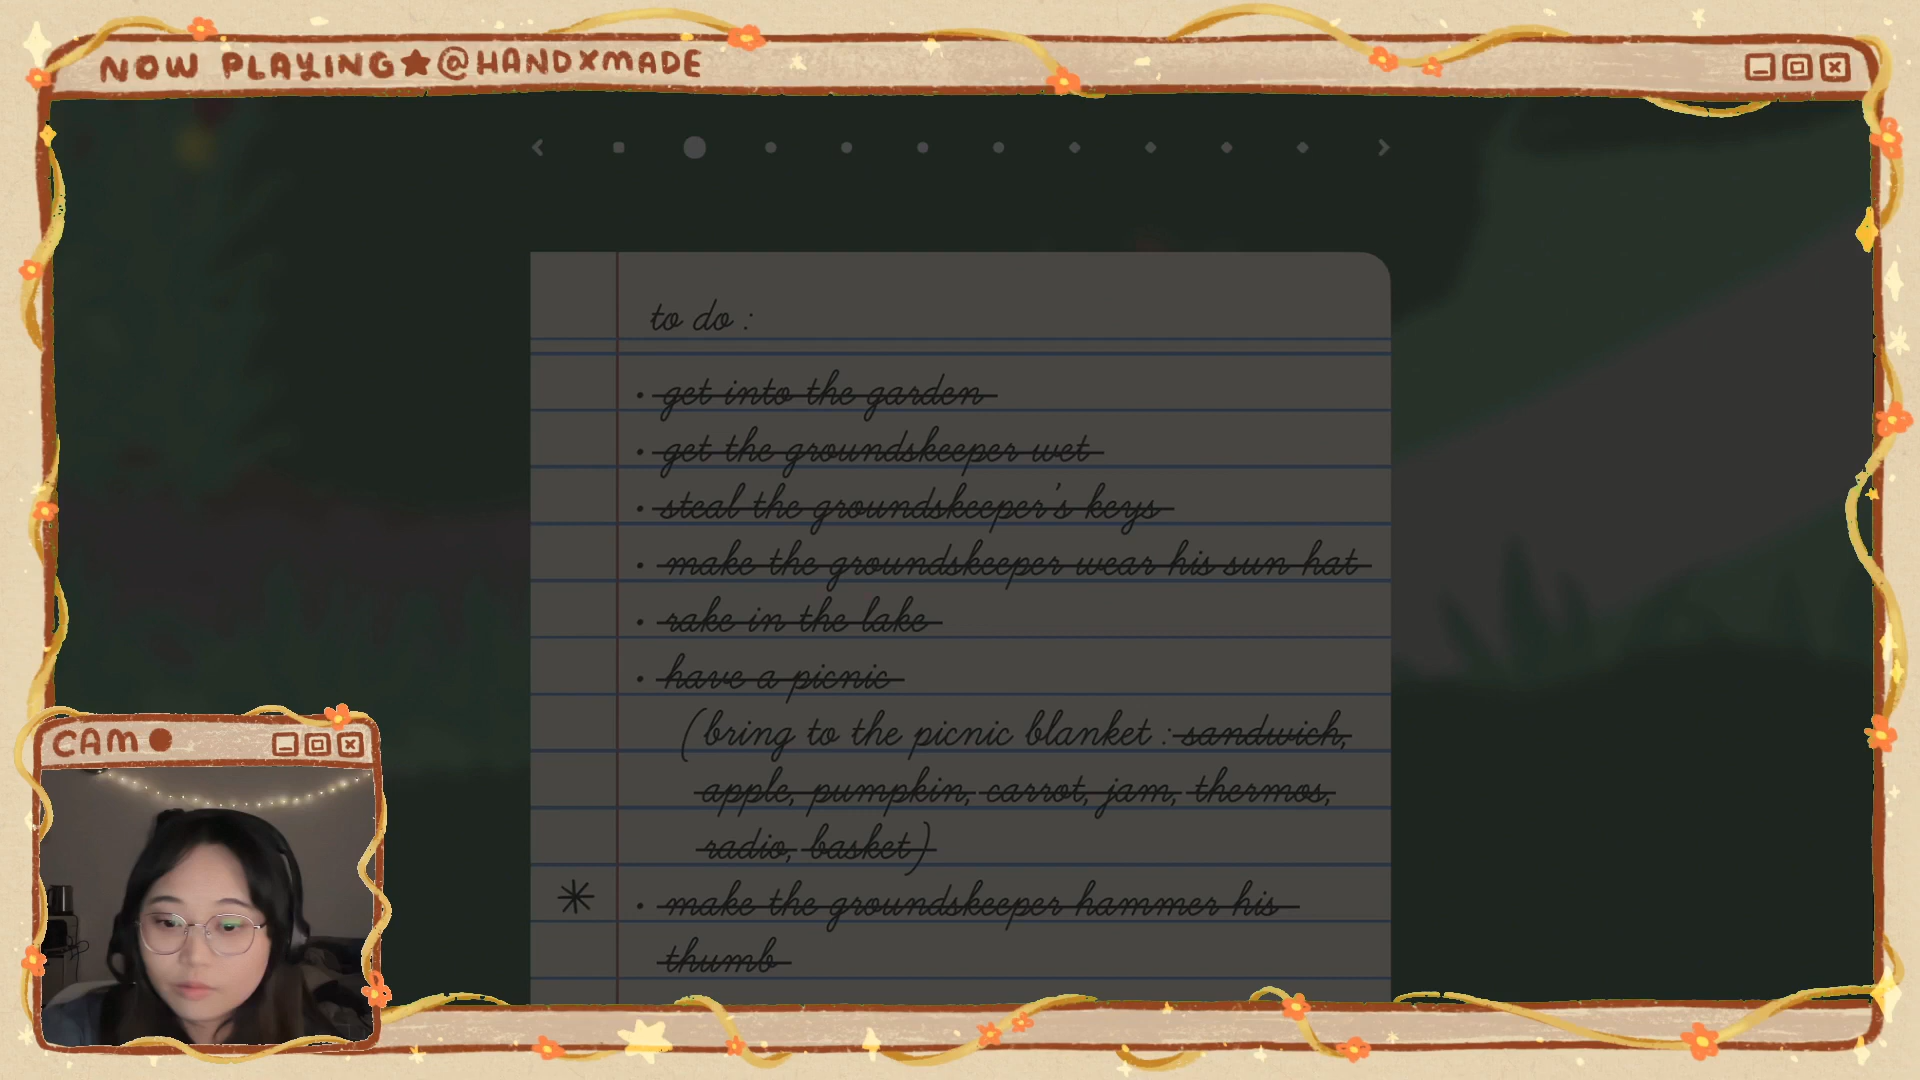 NOW PLAYING★@HANDXMADE
to do :
• get into the garden
• get the groundskeeper wet
• steal the groundskeeper's keys
• make the groundskeeper wear his sun hat
• rake in the lake
• have a picnic
(bring to the picnic blanket : sandwich,
apple, pumpkin, carrot, jam, thermos,
radio, basket)
• make the groundskeeper hammer his
thumb
CAM